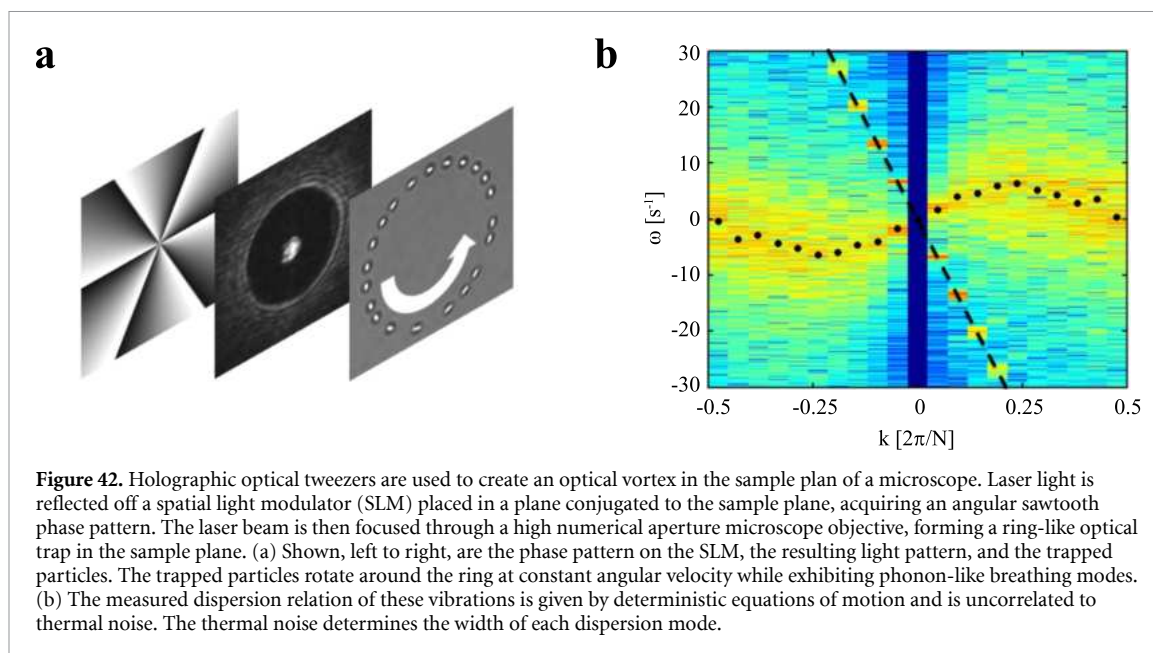 a
b
30
20
10
0
-10
-20
-30
ω [s⁻¹]
-0.5
-0.25
0
0.25
0.5
k [2π/N]
Figure 42. Holographic optical tweezers are used to create an optical vortex in the sample plan of a microscope. Laser light is
reflected off a spatial light modulator (SLM) placed in a plane conjugated to the sample plane, acquiring an angular sawtooth
phase pattern. The laser beam is then focused through a high numerical aperture microscope objective, forming a ring-like optical
trap in the sample plane. (a) Shown, left to right, are the phase pattern on the SLM, the resulting light pattern, and the trapped
particles. The trapped particles rotate around the ring at constant angular velocity while exhibiting phonon-like breathing modes.
(b) The measured dispersion relation of these vibrations is given by deterministic equations of motion and is uncorrelated to
thermal noise. The thermal noise determines the width of each dispersion mode.